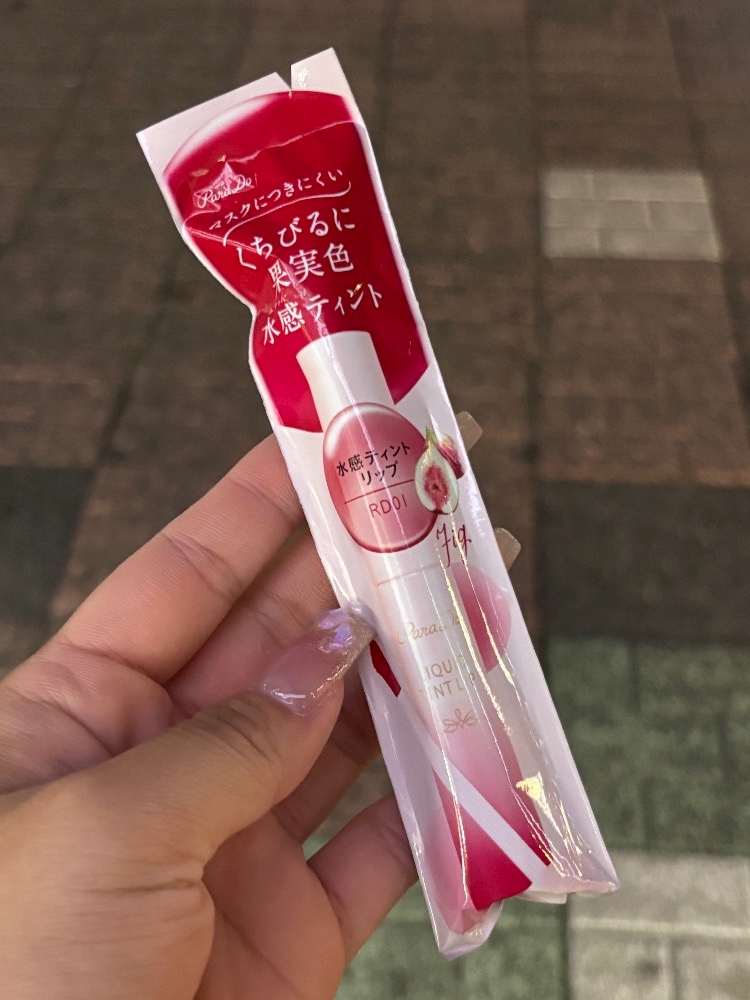 ParaDo
マスクにつきにくい
くちびるに
果実色
水感ティント
水感ティント
リップ
RD01
Fig
ParaDo
LIQUID
TINT LIP